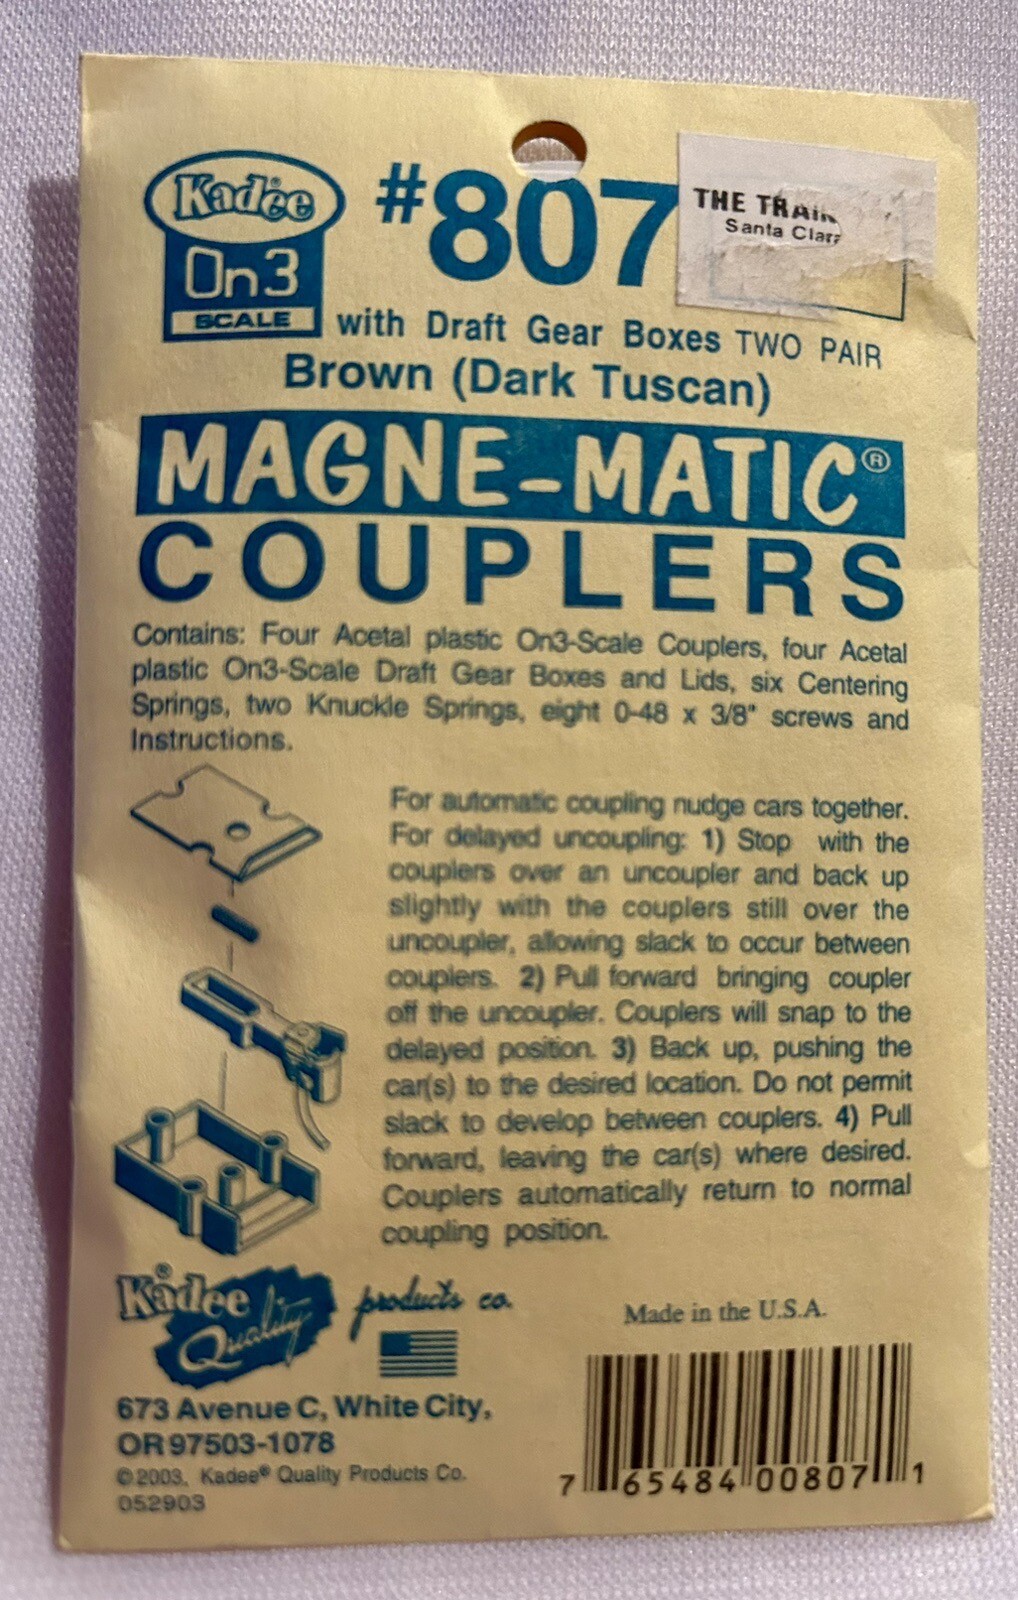 Kadee
On3
SCALE
#807
THE
Santa
with Draft Gear Boxes TWO PAIR
Brown (Dark Tuscan)
MAGNE-MATIC®
COUPLERS
Contains: Four Acetal plastic On3-Scale Couplers, four Acetal
plastic On3-Scale Draft Gear Boxes and Lids, six Centering
Springs, two Knuckle Springs, eight 0-48 x 3/8" screws and
Instructions.
For automatic coupling nudge cars together.
For delayed uncoupling: 1) Stop with the
couplers over an uncoupler and back up
slightly with the couplers still over the
uncoupler, allowing slack to occur between
couplers. 2) Pull forward bringing coupler
off the uncoupler. Couplers will snap to the
delayed position. 3) Back up, pushing the
car(s) to the desired location. Do not permit
slack to develop between couplers. 4) Pull
forward, leaving the car(s) where desired.
Couplers automatically return to normal
coupling position.
Kadee®
Quality
products co.
Made in the U.S.A.
673 Avenue C, White City,
OR 97503-1078
©2003, Kadee® Quality Products Co.
052903
7 65484 00807 1